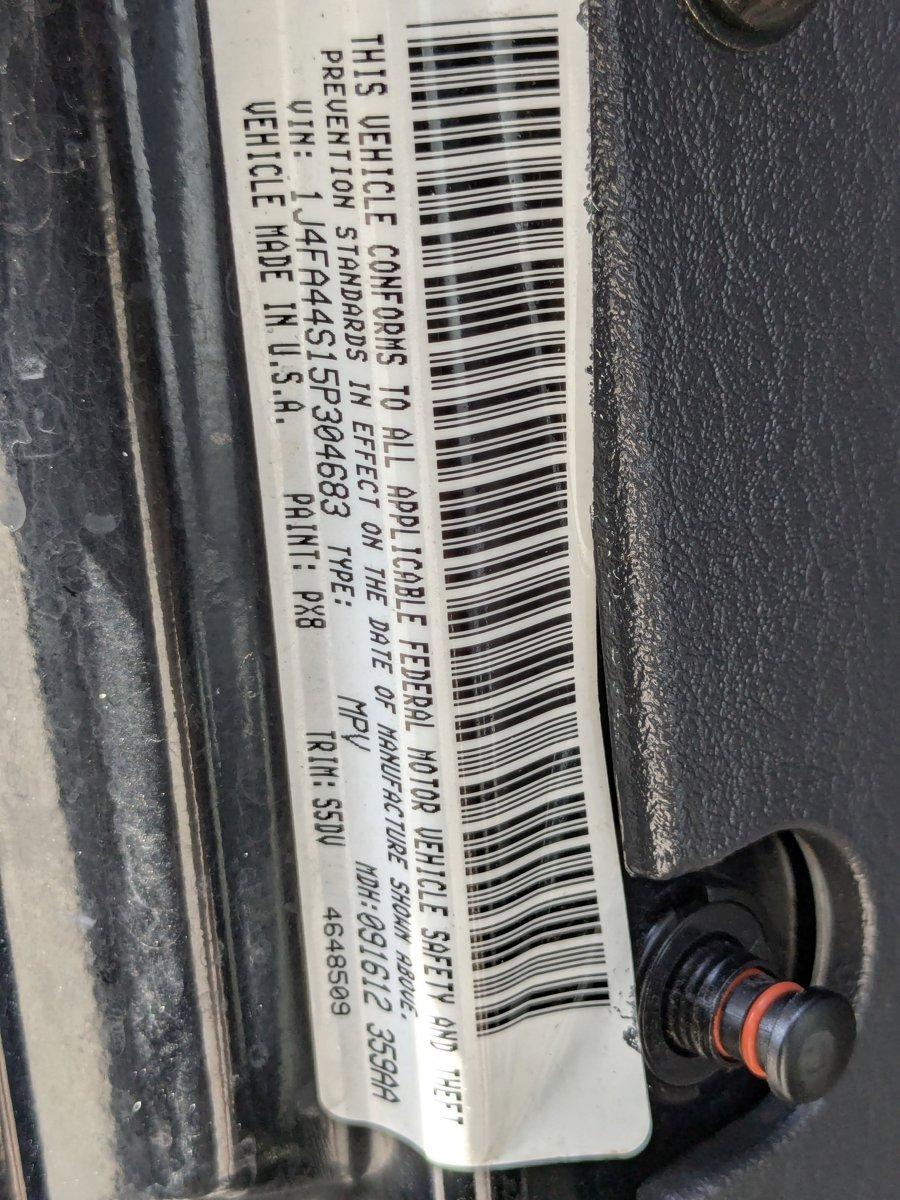 THIS VEHICLE CONFORMS TO ALL APPLICABLE FEDERAL MOTOR VEHICLE SAFETY AND THEFT
PREVENTION STANDARDS IN EFFECT ON THE DATE OF MANUFACTURE SHOWN ABOVE.
VIN: 1J4FA44S15P304683 TYPE: MPV MDH:091612 359AA
VEHICLE MADE IN U.S.A. PAINT: PX8 TRIM: S5DV 4648509